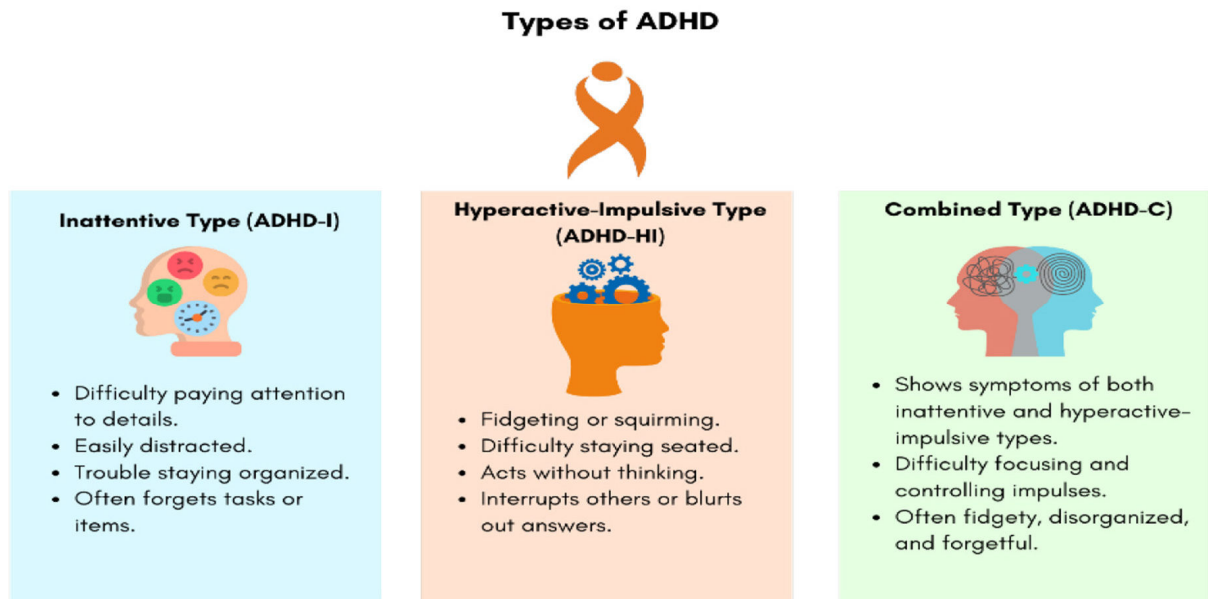 Types of ADHD
Inattentive Type (ADHD-I)
• Difficulty paying attention
to details.
• Easily distracted.
• Trouble staying organized.
• Often forgets tasks or
items.
Hyperactive-Impulsive Type
(ADHD-HI)
• Fidgeting or squirming.
• Difficulty staying seated.
• Acts without thinking.
• Interrupts others or blurts
out answers.
Combined Type (ADHD-C)
• Shows symptoms of both
inattentive and hyperactive-
impulsive types.
• Difficulty focusing and
controlling impulses.
• Often fidgety, disorganized,
and forgetful.